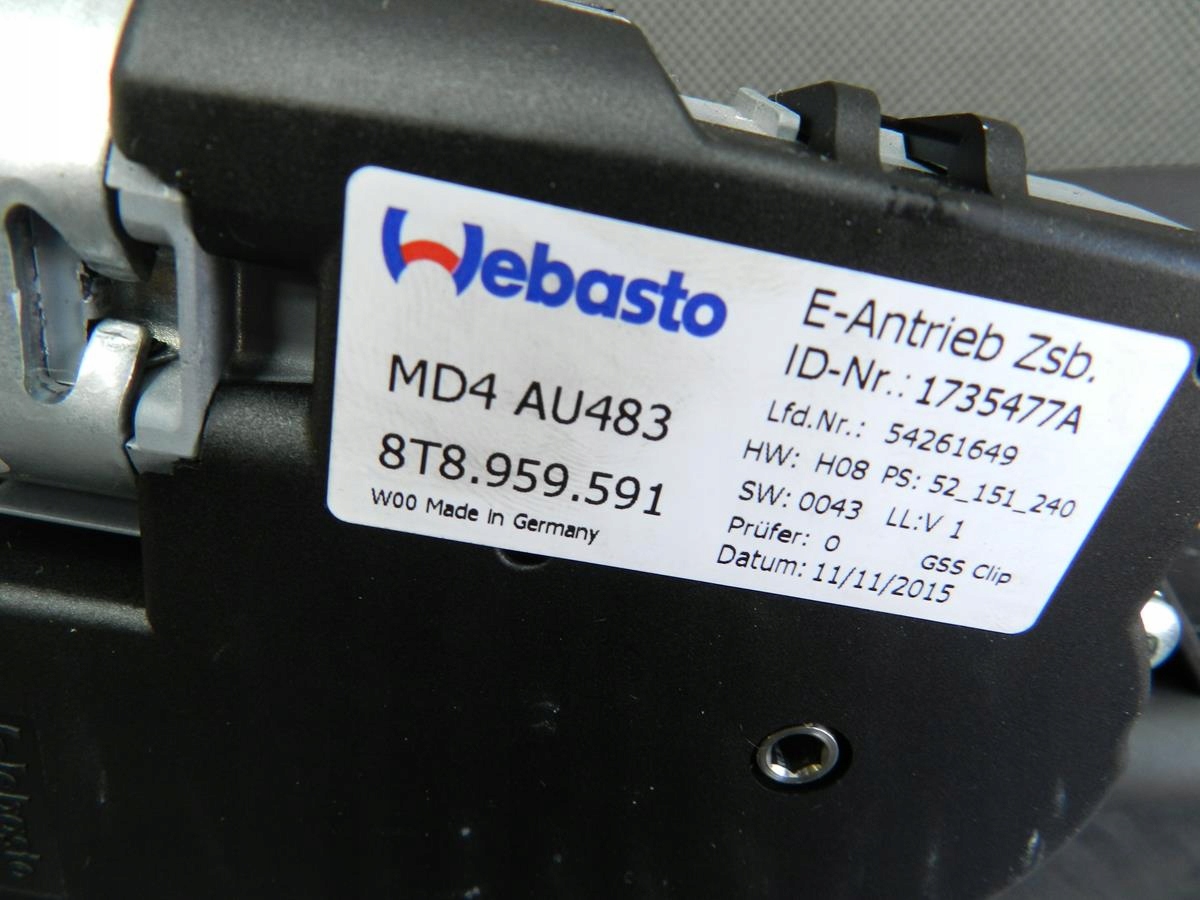 Webasto
MD4 AU483
8T8.959.591
W00 Made in Germany
E-Antrieb Zsb.
ID-Nr.: 1735477A
Lfd.Nr.: 54261649
HW: H08 PS: 52_151_240
SW: 0043 LL:V 1
Prüfer: 0 GSS Clip
Datum: 11/11/2015
Webasto